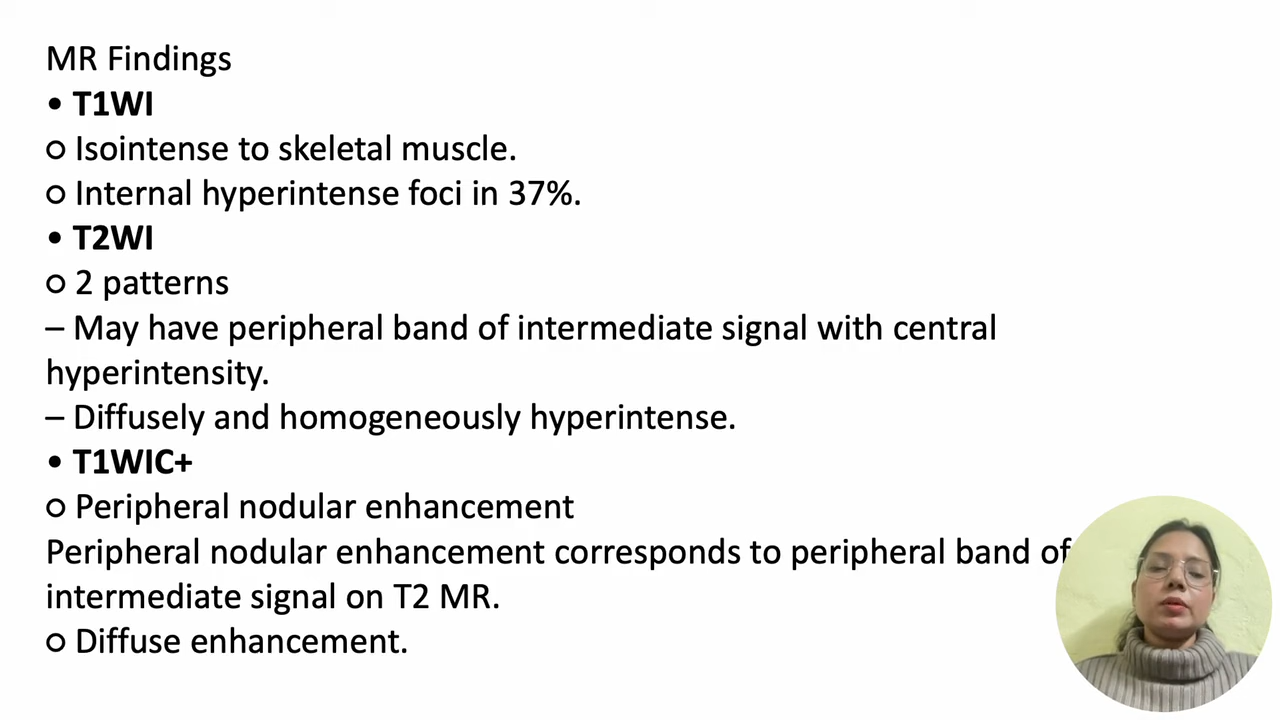 MR Findings
• T1WI
○ Isointense to skeletal muscle.
○ Internal hyperintense foci in 37%.
• T2WI
○ 2 patterns
– May have peripheral band of intermediate signal with central
hyperintensity.
– Diffusely and homogeneously hyperintense.
• T1WIC+
○ Peripheral nodular enhancement
Peripheral nodular enhancement corresponds to peripheral band of
intermediate signal on T2 MR.
○ Diffuse enhancement.